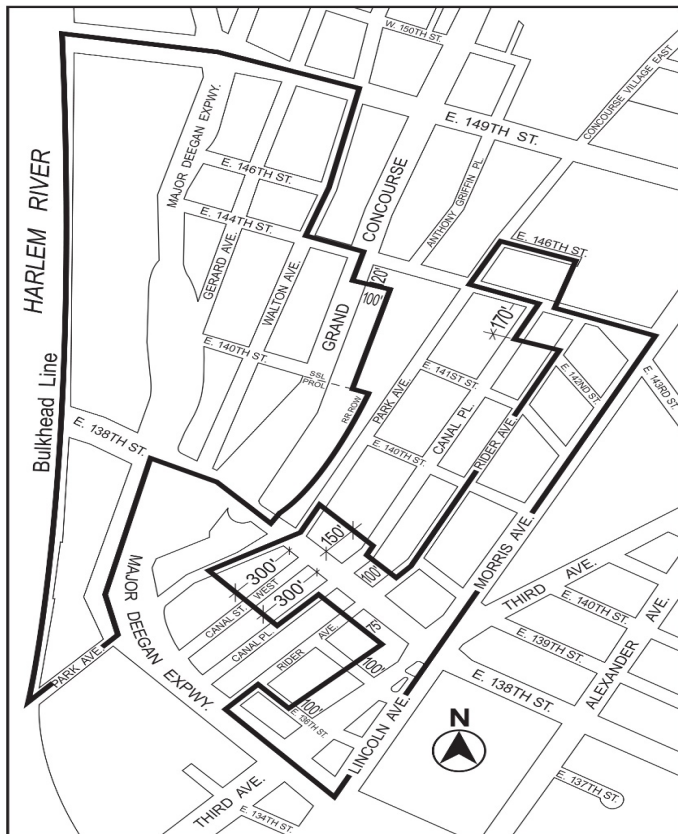 W. 150TH ST.
CONCOURSE VILLAGE EAST
E. 149TH ST.
MAJOR DEEGAN EXPWY.
E. 146TH ST.
ANTHONY GRIFFIN PL.
CONCOURSE
HARLEM RIVER
E. 144TH ST.
E. 146TH ST.
GERARD AVE.
WALTON AVE.
20'
100'
170'
GRAND
E. 140TH ST.
SSL
PROL
RR ROW
PARK AVE.
E. 141ST ST.
E. 142ND ST.
E. 143RD ST.
CANAL PL.
RIDER AVE.
Bulkhead Line
E. 138TH ST.
E. 140TH ST.
150'
100'
MORRIS AVE.
300'
WEST
300'
CANAL ST.
CANAL PL.
MAJOR DEEGAN EXPWY.
RIDER AVE.
75'
100'
THIRD AVE.
E. 140TH ST.
E. 139TH ST.
E. 138TH ST.
ALEXANDER AVE.
PARK AVE.
100'
E. 136TH ST.
LINCOLN AVE.
N
E. 137TH ST.
THIRD AVE.
E. 134TH ST.